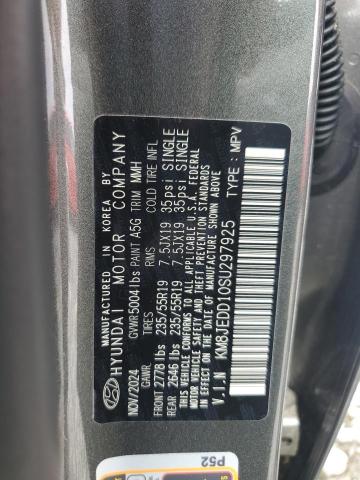 MANUFACTURED IN KOREA BY
HYUNDAI MOTOR COMPANY
NOV/2024 GVWR 5004 lbs PAINT A5G TRIM MMH
GAWR. TIRES RIMS COLD TIRE INFL
FRONT 2778 lbs 235/55R19 7.5JX19 35psi SINGLE
REAR 2646 lbs 235/55R19 7.5JX19 35psi SINGLE
THIS VEHICLE CONFORMS TO ALL APPLICABLE U.S.A. FEDERAL
MOTOR VEHICLE SAFETY AND THEFT PREVENTION STANDARDS
IN EFFECT ON THE DATE OF MANUFACTURE SHOWN ABOVE
V.I.N KM8JEDD10SU297925 TYPE: MPV
P52